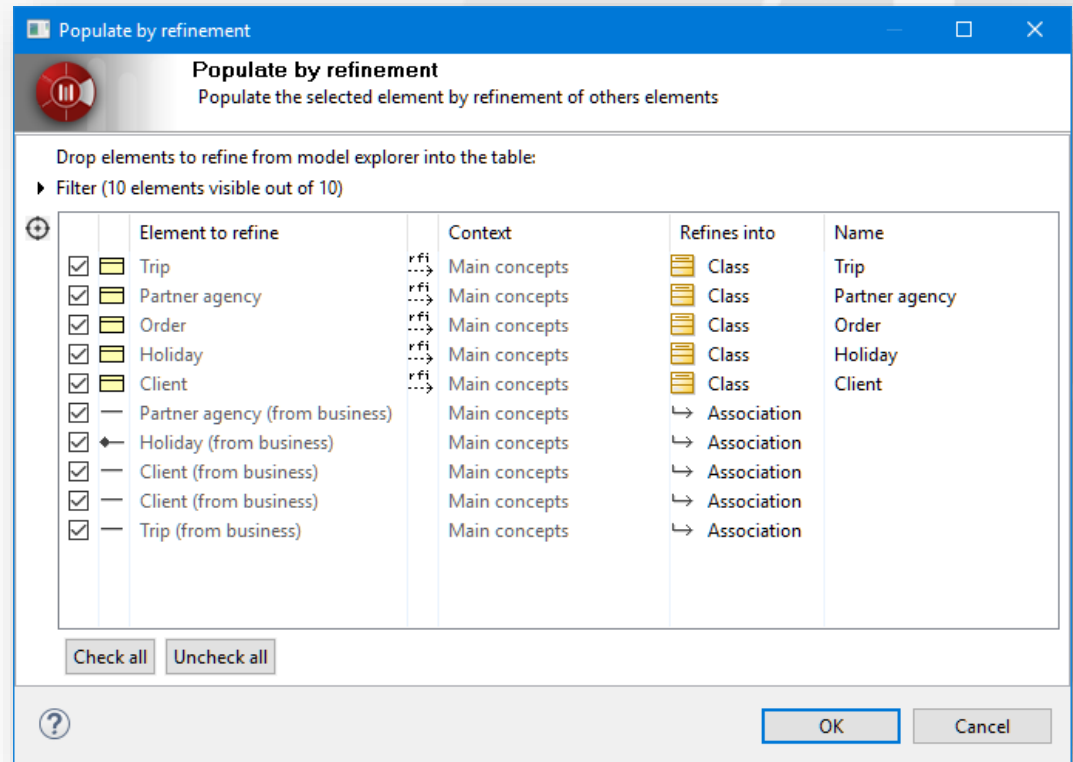 Populate by refinement
Populate by refinement
Populate the selected element by refinement of others elements
Drop elements to refine from model explorer into the table:
Filter (10 elements visible out of 10)
Element to refine Context Refines into Name
Trip rfi Main concepts Class Trip
Partner agency rfi Main concepts Class Partner agency
Order rfi Main concepts Class Order
Holiday rfi Main concepts Class Holiday
Client rfi Main concepts Class Client
Partner agency (from business) Main concepts Association
Holiday (from business) Main concepts Association
Client (from business) Main concepts Association
Client (from business) Main concepts Association
Trip (from business) Main concepts Association
Check all Uncheck all
? OK Cancel